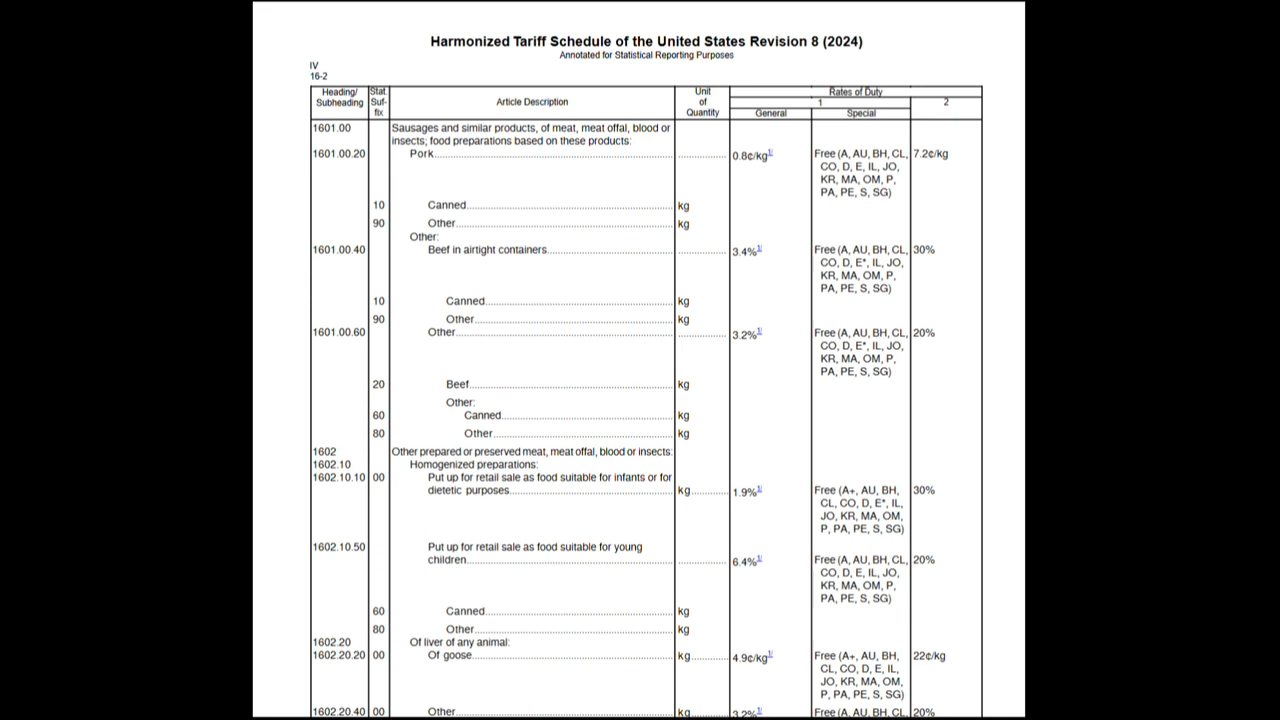 Harmonized Tariff Schedule of the United States Revision 8 (2024)
Annotated for Statistical Reporting Purposes
IV
16-2
Heading/ Stat. Article Description Unit Rates of Duty
Subheading Suf- of 1 2
fix Quantity General Special
1601.00 Sausages and similar products, of meat, meat offal, blood or
insects; food preparations based on these products:
1601.00.20 Pork 0.8¢/kg1/ Free (A, AU, BH, CL, 7.2¢/kg
CO, D, E, IL, JO,
KR, MA, OM, P,
PA, PE, S, SG)
10 Canned kg
90 Other kg
Other:
1601.00.40 Beef in airtight containers 3.4%1/ Free (A, AU, BH, CL, 30%
CO, D, E*, IL, JO,
KR, MA, OM, P,
PA, PE, S, SG)
10 Canned kg
90 Other kg
1601.00.60 Other 3.2%1/ Free (A, AU, BH, CL, 20%
CO, D, E*, IL, JO,
KR, MA, OM, P,
PA, PE, S, SG)
20 Beef kg
Other:
60 Canned kg
80 Other kg
1602 Other prepared or preserved meat, meat offal, blood or insects:
1602.10 Homogenized preparations:
1602.10.10 00 Put up for retail sale as food suitable for infants or for
dietetic purposes kg 1.9%1/ Free (A+, AU, BH, 30%
CL, CO, D, E*, IL,
JO, KR, MA, OM,
P, PA, PE, S, SG)
1602.10.50 Put up for retail sale as food suitable for young
children 6.4%1/ Free (A, AU, BH, CL, 20%
CO, D, E, IL, JO,
KR, MA, OM, P,
PA, PE, S, SG)
60 Canned kg
80 Other kg
1602.20 Of liver of any animal:
1602.20.20 00 Of goose kg 4.9¢/kg1/ Free (A+, AU, BH, 22¢/kg
CL, CO, D, E, IL,
JO, KR, MA, OM,
P, PA, PE, S, SG)
1602.20.40 00 Other kg 3.2%1/ Free (A, AU, BH, CL, 20%